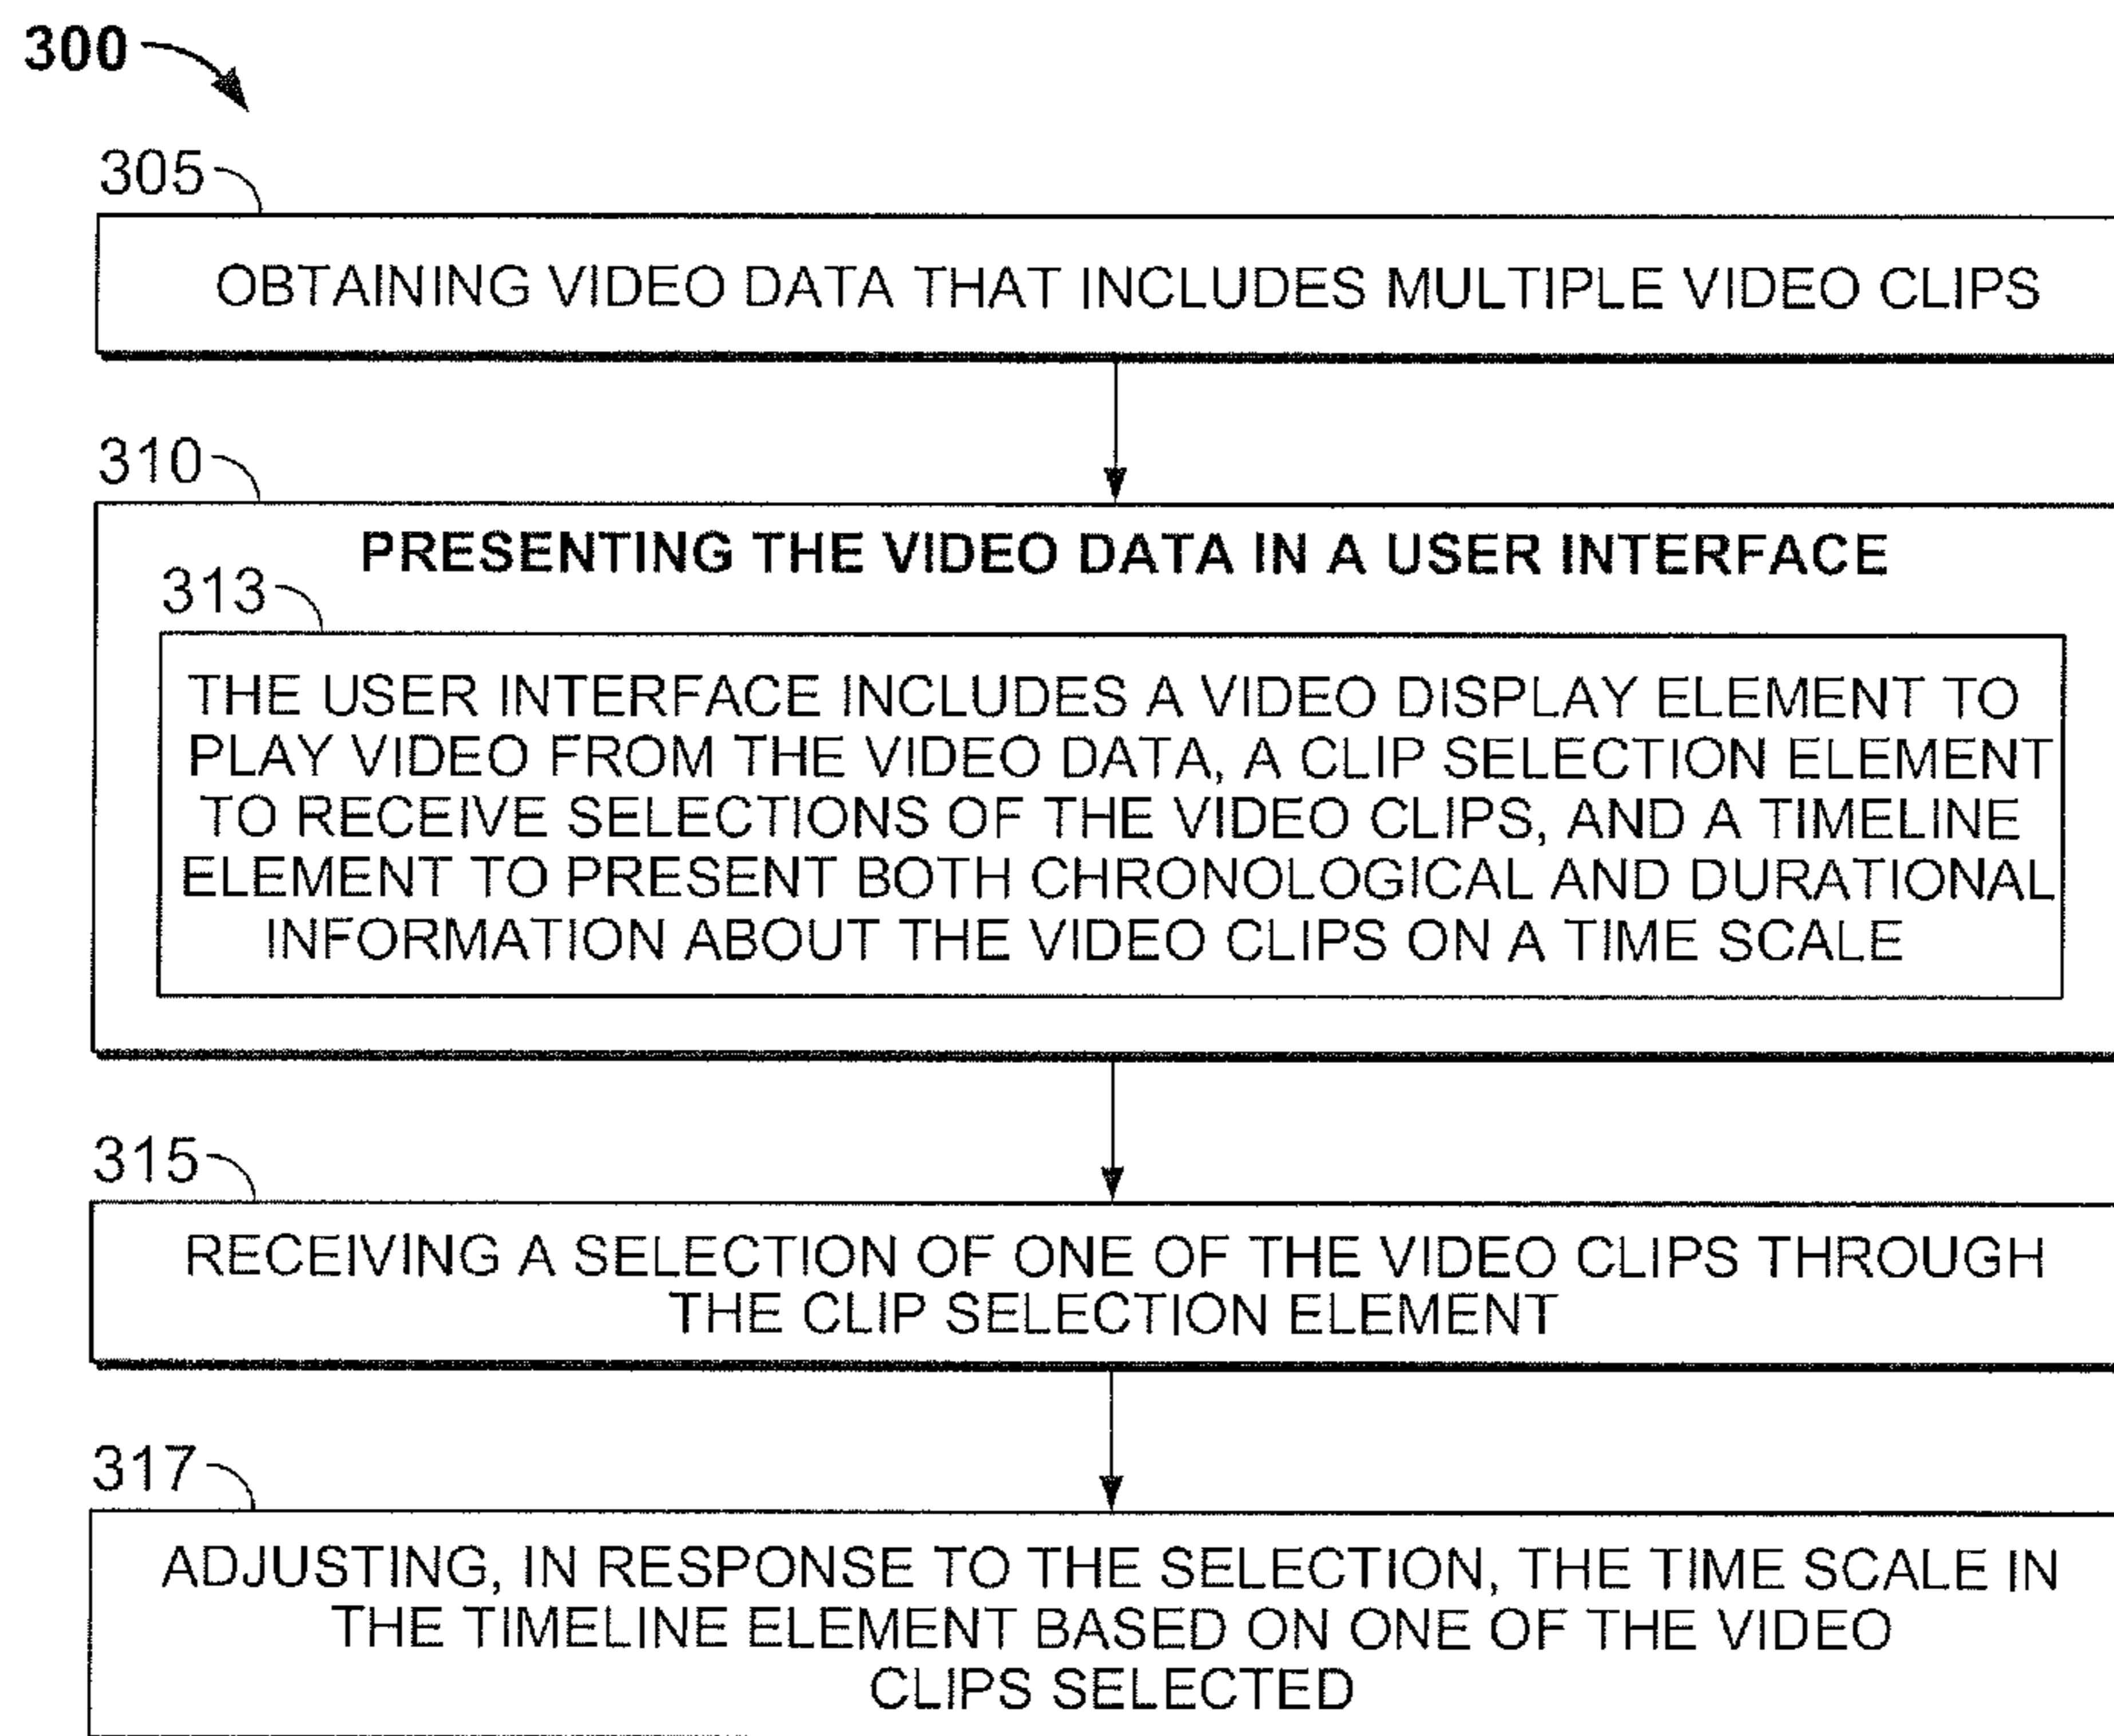 300
305
OBTAINING VIDEO DATA THAT INCLUDES MULTIPLE VIDEO CLIPS
310
PRESENTING THE VIDEO DATA IN A USER INTERFACE
313
THE USER INTERFACE INCLUDES A VIDEO DISPLAY ELEMENT TO
PLAY VIDEO FROM THE VIDEO DATA, A CLIP SELECTION ELEMENT
TO RECEIVE SELECTIONS OF THE VIDEO CLIPS, AND A TIMELINE
ELEMENT TO PRESENT BOTH CHRONOLOGICAL AND DURATIONAL
INFORMATION ABOUT THE VIDEO CLIPS ON A TIME SCALE
315
RECEIVING A SELECTION OF ONE OF THE VIDEO CLIPS THROUGH
THE CLIP SELECTION ELEMENT
317
ADJUSTING, IN RESPONSE TO THE SELECTION, THE TIME SCALE IN
THE TIMELINE ELEMENT BASED ON ONE OF THE VIDEO
CLIPS SELECTED